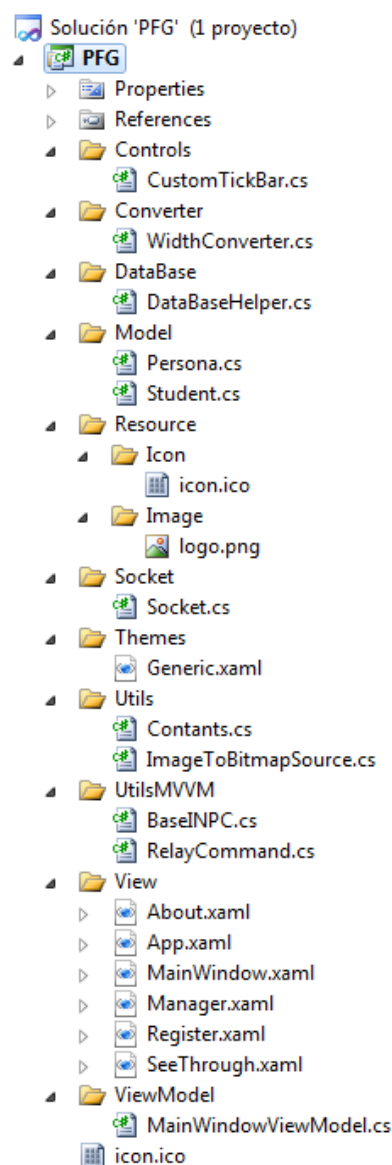 Solución 'PFG' (1 proyecto)
PFG
Properties
References
Controls
CustomTickBar.cs
Converter
WidthConverter.cs
DataBase
DataBaseHelper.cs
Model
Persona.cs
Student.cs
Resource
Icon
icon.ico
Image
logo.png
Socket
Socket.cs
Themes
Generic.xaml
Utils
Contants.cs
ImageToBitmapSource.cs
UtilsMVVM
BaseINPC.cs
RelayCommand.cs
View
About.xaml
App.xaml
MainWindow.xaml
Manager.xaml
Register.xaml
SeeThrough.xaml
ViewModel
MainWindowViewModel.cs
icon.ico